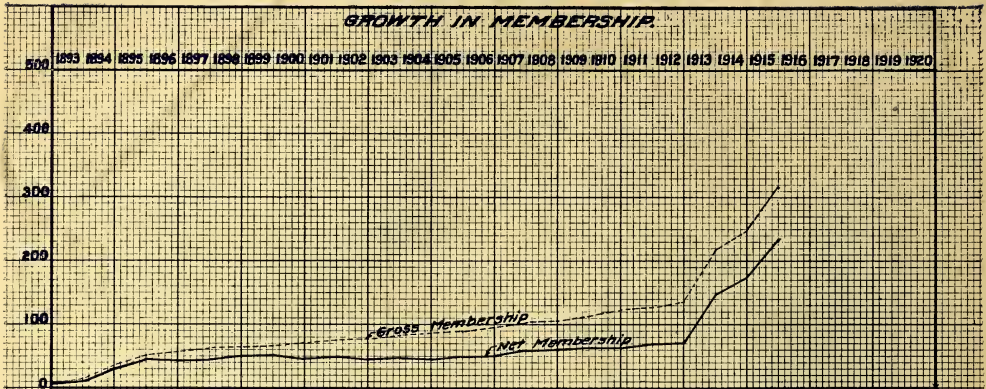 GROWTH IN MEMBERSHIP.
1893 1894 1895 1896 1897 1898 1899 1900 1901 1902 1903 1904 1905 1906 1907 1908 1909 1910 1911 1912 1913 1914 1915 1916 1917 1918 1919 1920
500
400
300
200
100
Gross Membership
Net Membership
0